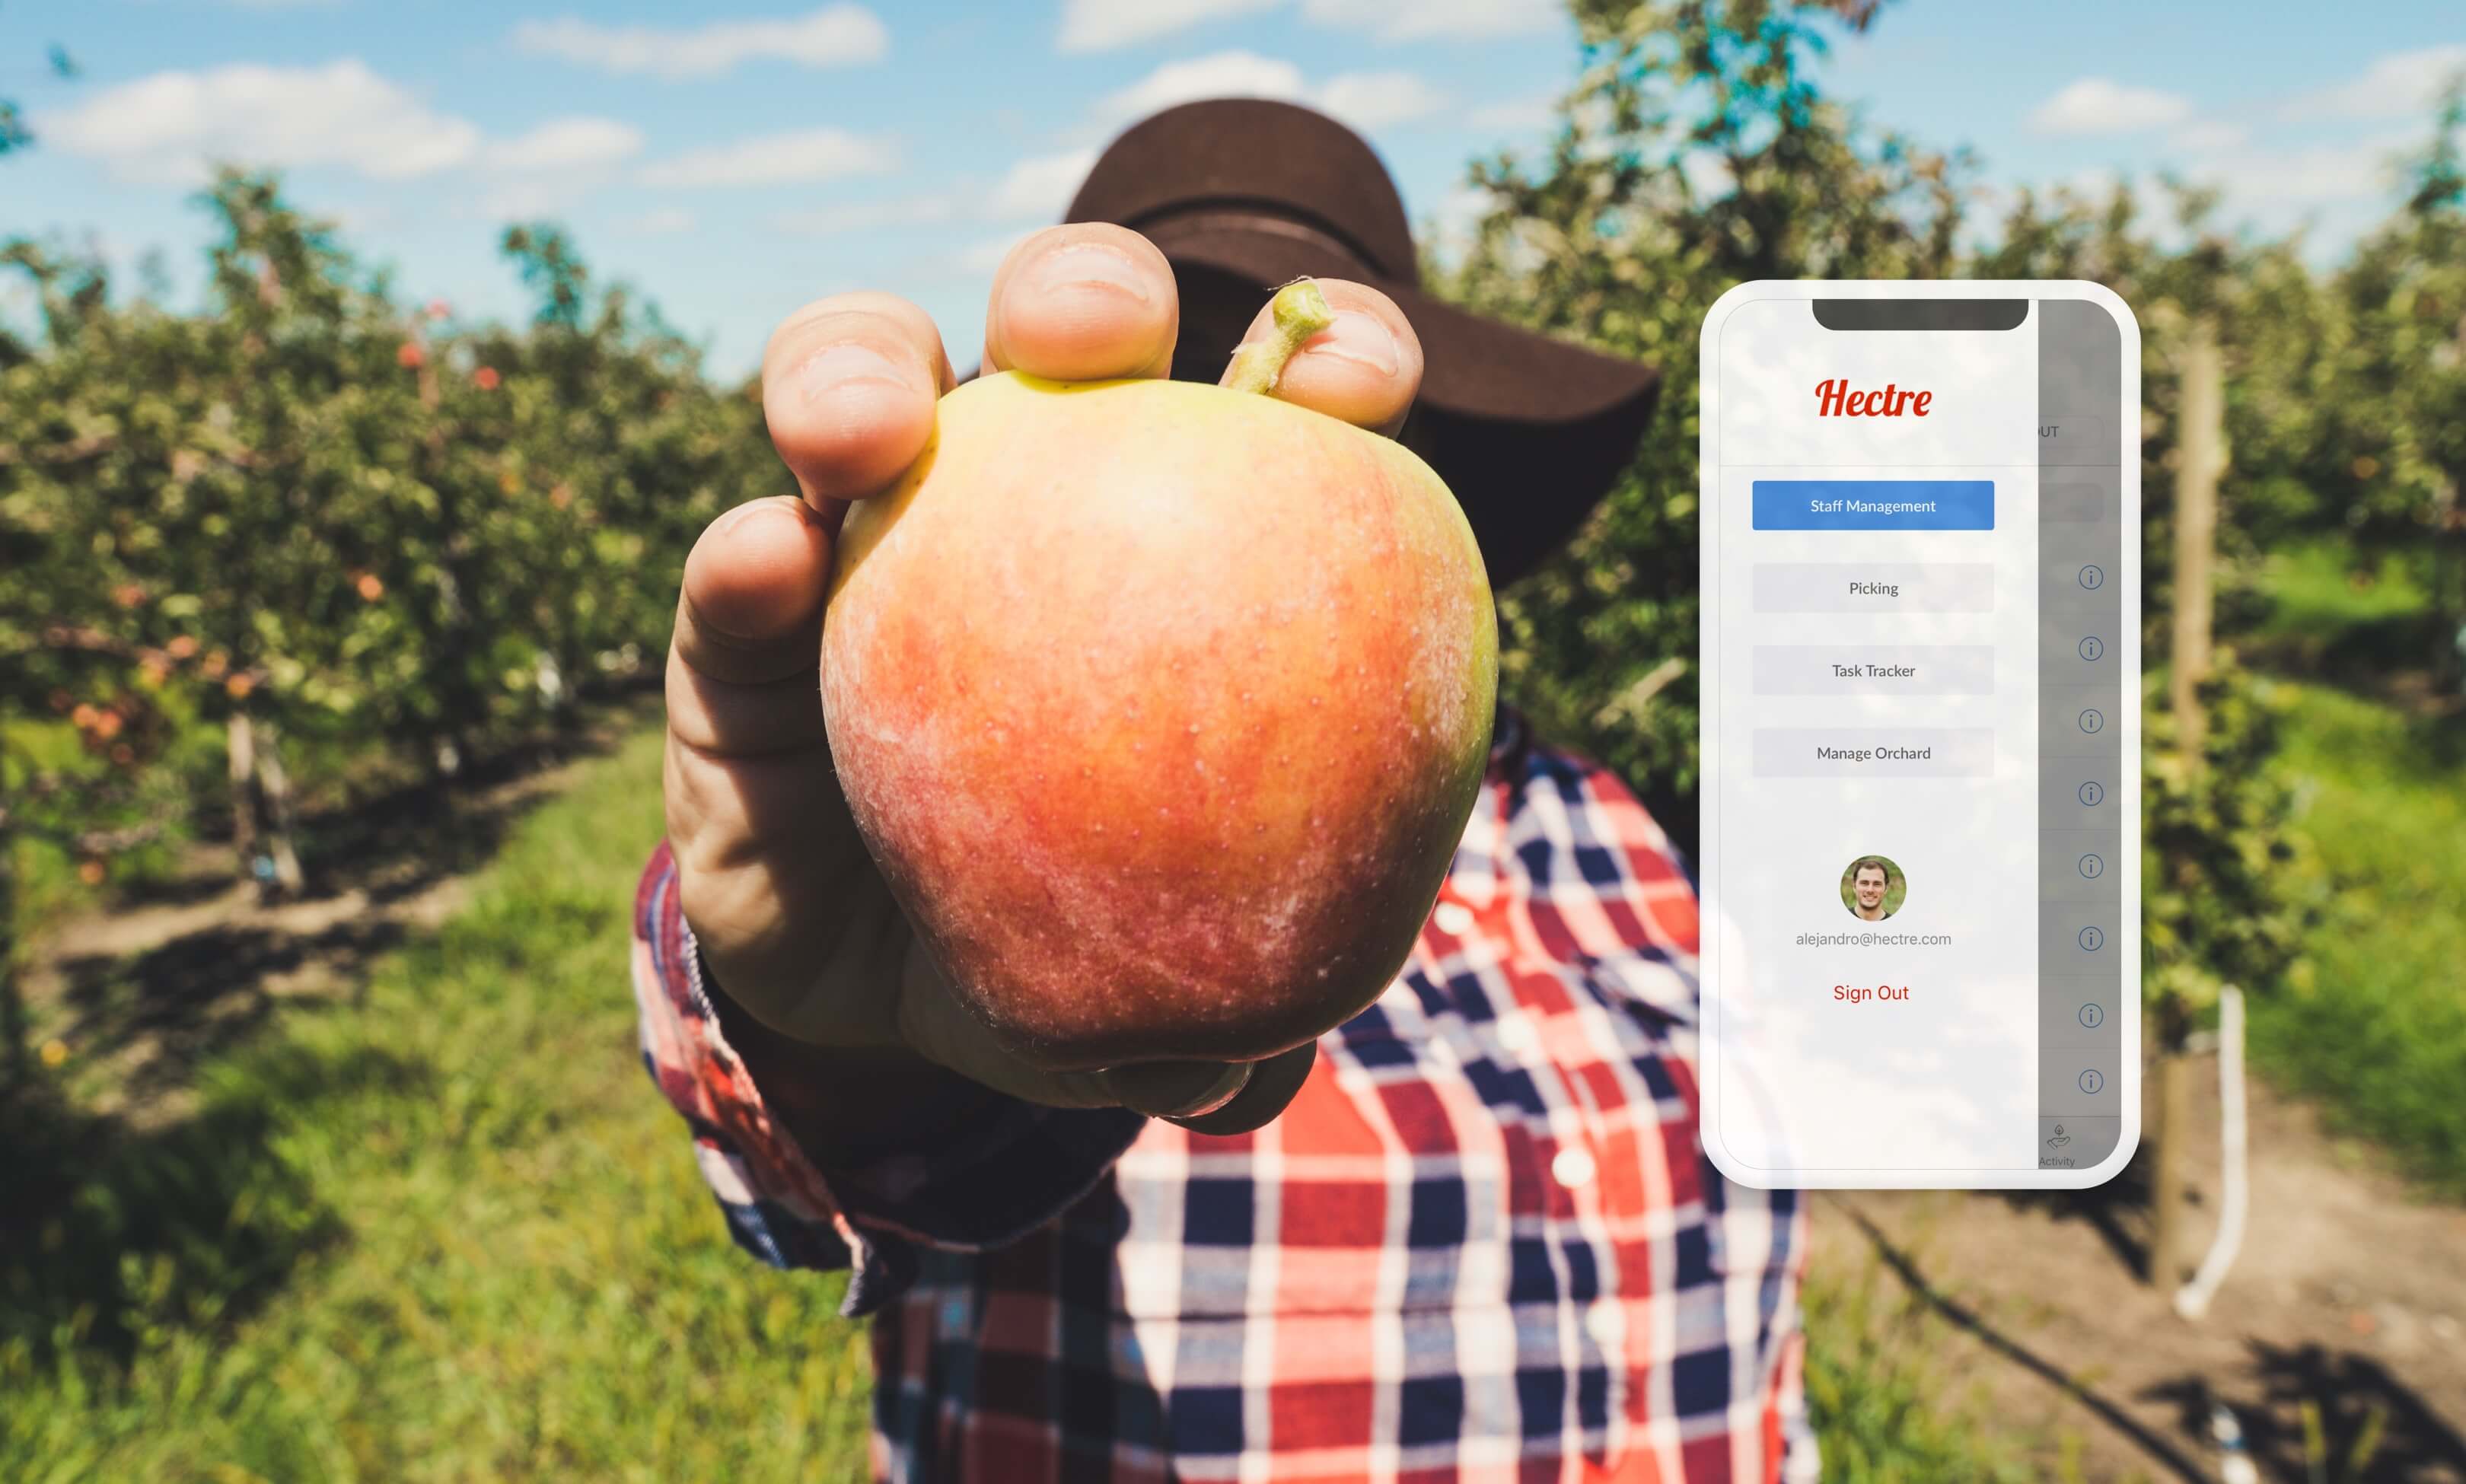 Hectre
Staff Management
Picking
Task Tracker
Manage Orchard
alejandro@hectre.com
Sign Out
Activity